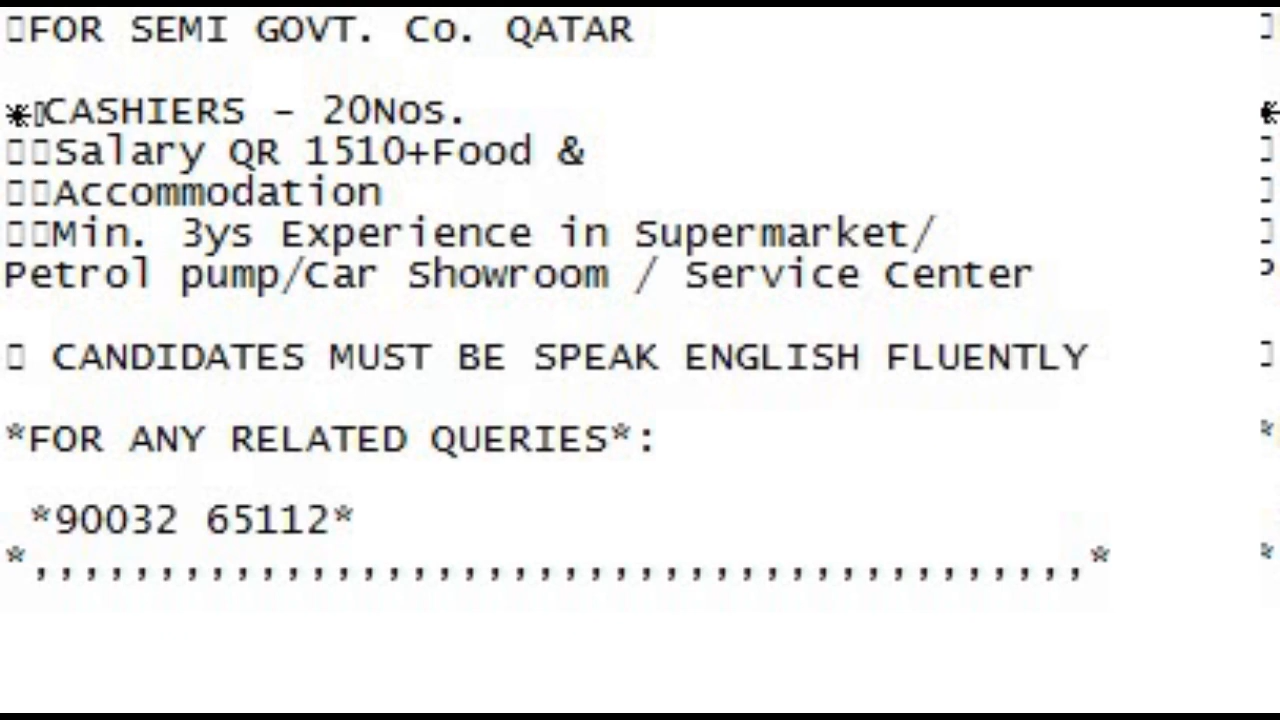 ▯FOR SEMI GOVT. Co. QATAR
✳▯CASHIERS – 20Nos.
▯▯Salary QR 1510+Food &
▯▯Accommodation
▯▯Min. 3ys Experience in Supermarket/
Petrol pump/Car Showroom / Service Center
▯ CANDIDATES MUST BE SPEAK ENGLISH FLUENTLY
*FOR ANY RELATED QUERIES*:
*90032 65112*
*,,,,,,,,,,,,,,,,,,,,,,,,,,,,,,,,,,,,,,,,,,*